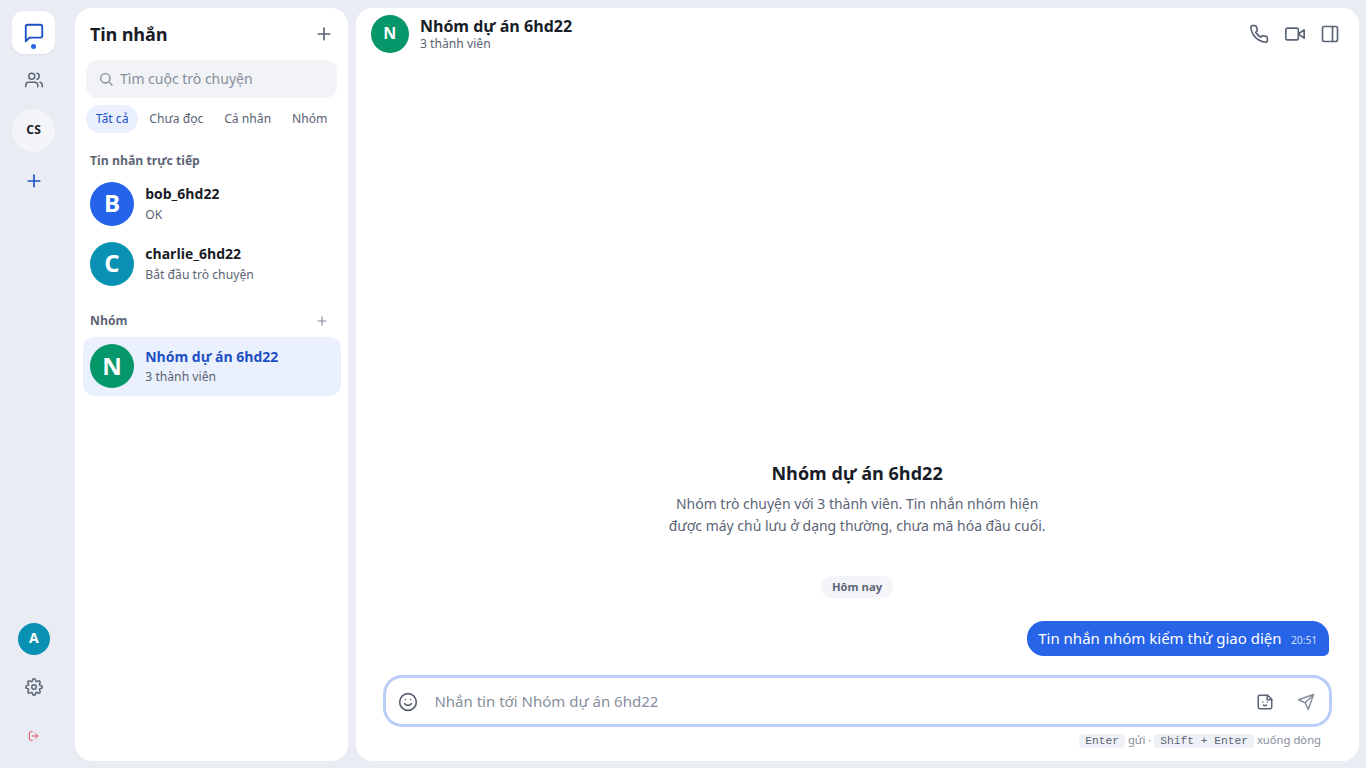 Tin nhắn
Tìm cuộc trò chuyện
Tất cả
Chưa đọc
Cá nhân
Nhóm
CS
Tin nhắn trực tiếp
B
bob_6hd22
OK
C
charlie_6hd22
Bắt đầu trò chuyện
Nhóm
N
Nhóm dự án 6hd22
3 thành viên
A
N
Nhóm dự án 6hd22
3 thành viên
Nhóm dự án 6hd22
Nhóm trò chuyện với 3 thành viên. Tin nhắn nhóm hiện
được máy chủ lưu ở dạng thường, chưa mã hóa đầu cuối.
Hôm nay
Tin nhắn nhóm kiểm thử giao diện 20:51
Nhắn tin tới Nhóm dự án 6hd22
Enter gửi · Shift + Enter xuống dòng